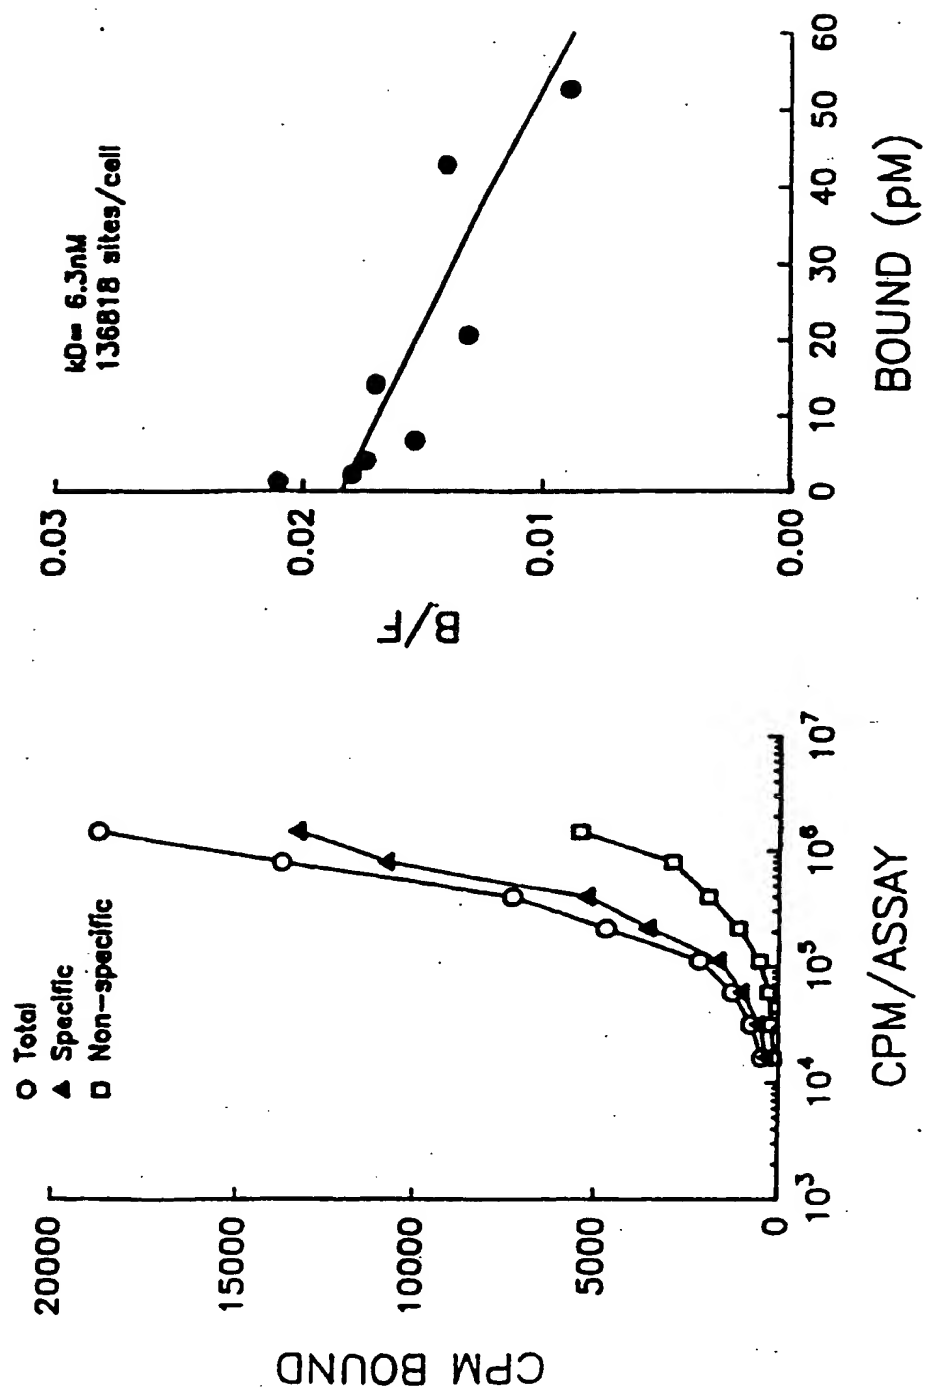 O Total
▲ Specific
□ Non-specific
CPM BOUND
20000
15000
10000
5000
0
10³ 10⁴ 10⁵ 10⁶ 10⁷
CPM/ASSAY
kD= 6.3nM
136818 sites/cell
B/F
0.03
0.02
0.01
0.00
0 10 20 30 40 50 60
BOUND (pM)